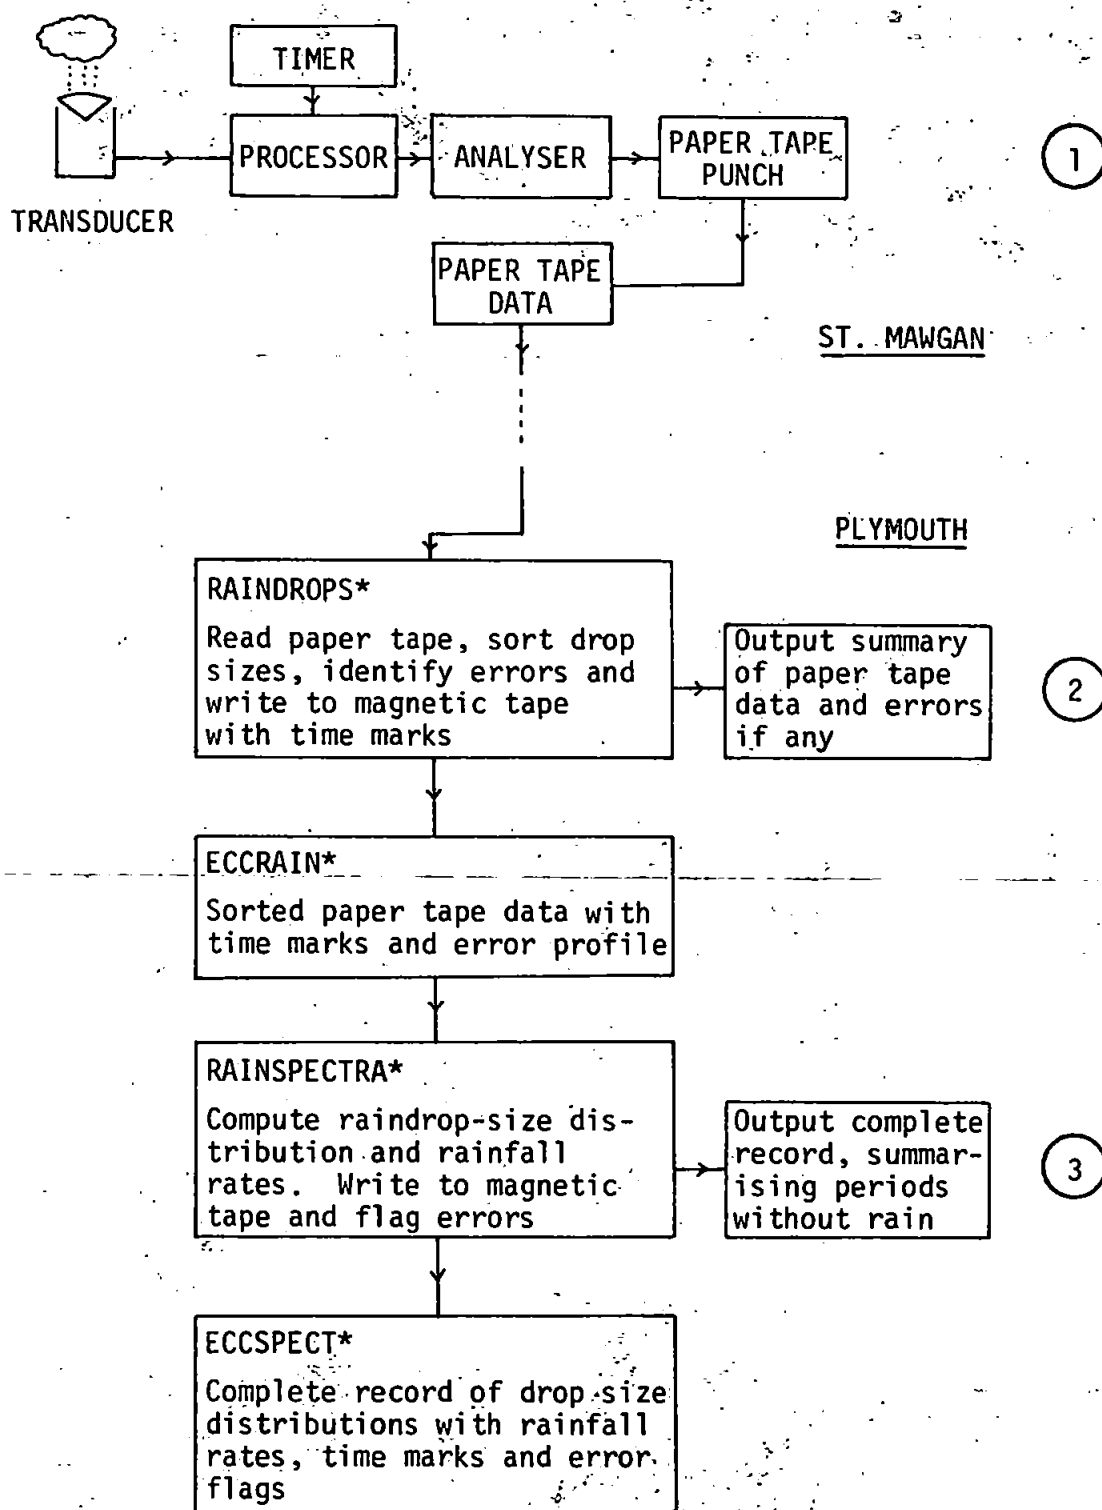 TIMER
PROCESSOR
ANALYSER
PAPER TAPE
PUNCH
1
TRANSDUCER
PAPER TAPE
DATA
ST. MAWGAN
PLYMOUTH
RAINDROPS*
Read paper tape, sort drop
sizes, identify errors and
write to magnetic tape
with time marks
Output summary
of paper tape
data and errors
if any
2
ECCRAIN*
Sorted paper tape data with
time marks and error profile
RAINSPECTRA*
Compute raindrop-size dis-
tribution and rainfall
rates. Write to magnetic
tape and flag errors
Output complete
record, summar-
ising periods
without rain
3
ECCSPECT*
Complete record of drop size
distributions with rainfall
rates, time marks and error
flags